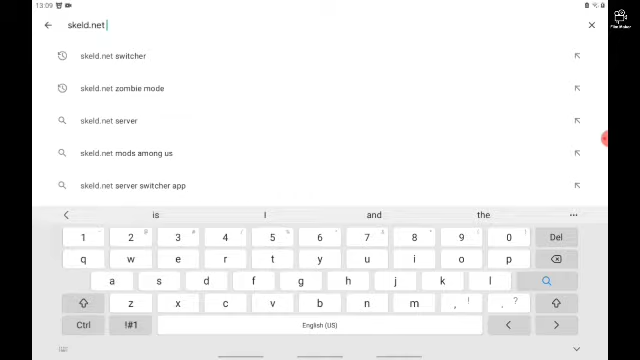 13:09
skeld.net
Film Maker
skeld.net switcher
skeld.net zombie mode
skeld.net server
skeld.net mods among us
skeld.net server switcher app
is I and the
1 2 3 4 5 6 7 8 9 0 Del
q w e r t y u i o p
a s d f g h j k l
z x c v b n m , ! . ?
Ctrl !#1 English (US)